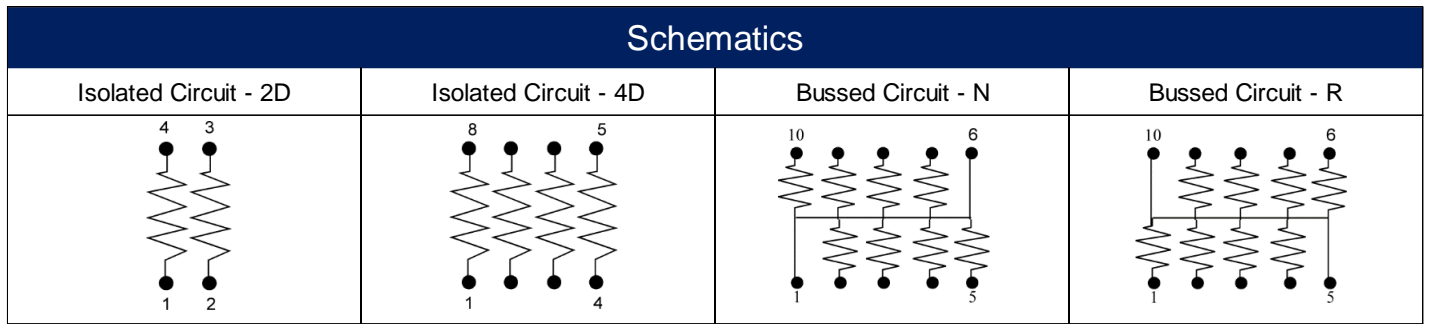 Schematics
Isolated Circuit - 2D
Isolated Circuit - 4D
Bussed Circuit - N
Bussed Circuit - R
4 3
1 2
8 5
1 4
10 6
1 5
10 6
1 5